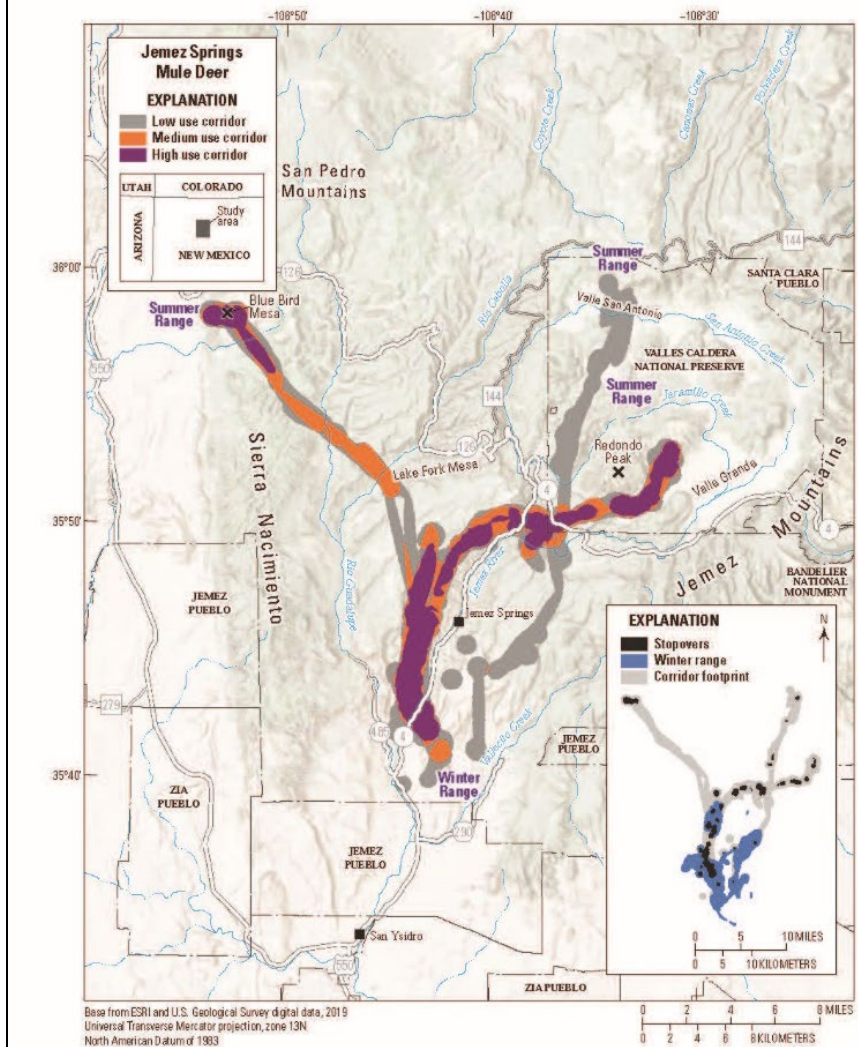 -106°50'
-106°40'
-106°30'
Jemez Springs
Mule Deer
EXPLANATION
Low use corridor
Medium use corridor
High use corridor
UTAH
COLORADO
ARIZONA
Study
area
NEW MEXICO
San Pedro
Mountains
Coyote Creek
Canones Creek
Polvadera Creek
144
Summer
Range
SANTA CLARA
PUEBLO
36°00'
126
Blue Bird
Mesa
Summer
Range
Rio Cebolla
Valle San Antonio
San Antonio Creek
VALLES CALDERA
NATIONAL PRESERVE
550
Summer
Range
144
Jaramillo Creek
126
Redondo
Peak
Lake Fork Mesa
Valle Grande
4
Sierra Nacimiento
35°50'
Jemez Mountains
4
BANDELIER
NATIONAL
MONUMENT
Rio Guadalupe
Jemez River
JEMEZ
PUEBLO
Jemez Springs
279
485
4
Vallecito Creek
JEMEZ
PUEBLO
35°40'
Winter
Range
ZIA
PUEBLO
290
JEMEZ
PUEBLO
San Ysidro
550
ZIA PUEBLO
EXPLANATION
N
Stopovers
Winter range
Corridor footprint
0 5 10 MILES
0 5 10 KILOMETERS
Base from ESRI and U.S. Geological Survey digital data, 2019
Universal Transverse Mercator projection, zone 13N
North American Datum of 1983
0 2 4 6 8 MILES
0 2 4 6 8 KILOMETERS